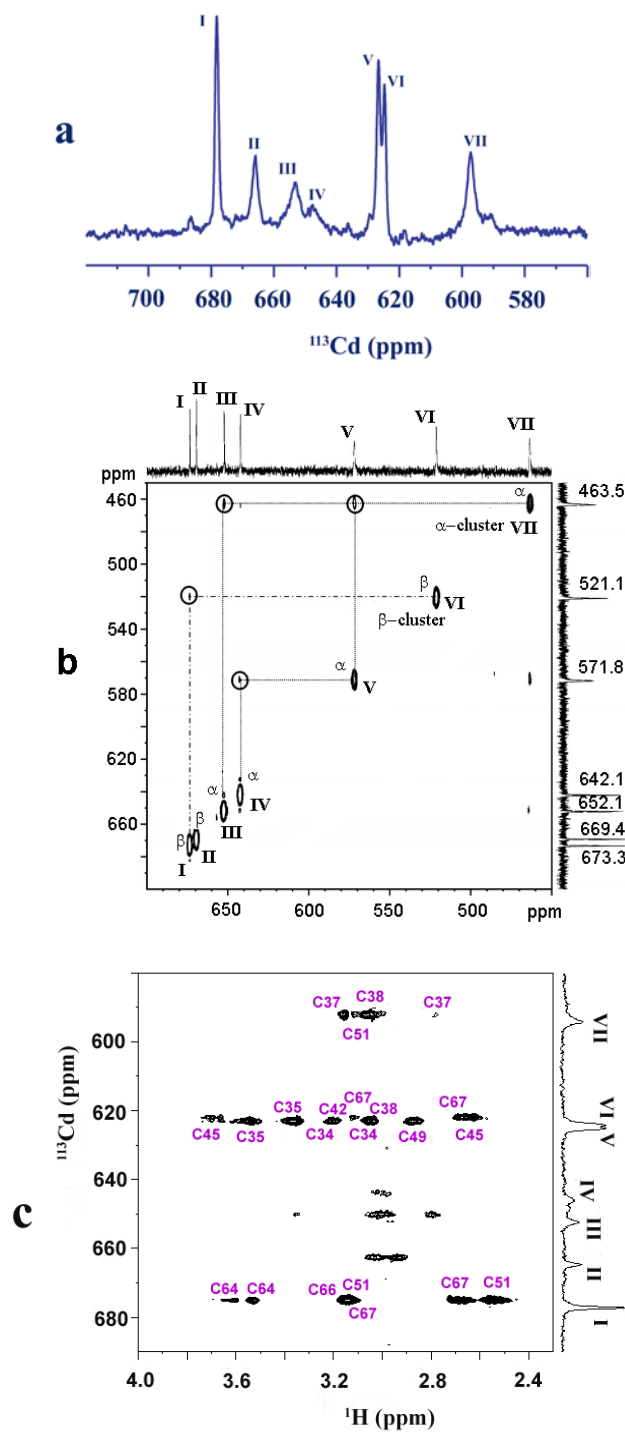 I
V
VI
a
II
VII
III
IV
700 680 660 640 620 600 580
¹¹³Cd (ppm)
II
I III IV
V VI VII
ppm
460 α 463.5
α-cluster VII
500
β β 521.1
VI
540 β-cluster
b
α 571.8
580 V
620
α 642.1
α IV 652.1
660 β III 669.4
β II 673.3
I
650 600 550 500 ppm
C37 C38 C37
600 C51 VII
C67
C35 C42 C38 C67
620 VI
C45 C35 C34 C34 C49 C45 V
¹¹³Cd (ppm)
640
IV
c
III
660
II
C64 C64 C66 C51 C67 C51
C67
680 I
4.0 3.6 3.2 2.8 2.4
¹H (ppm)